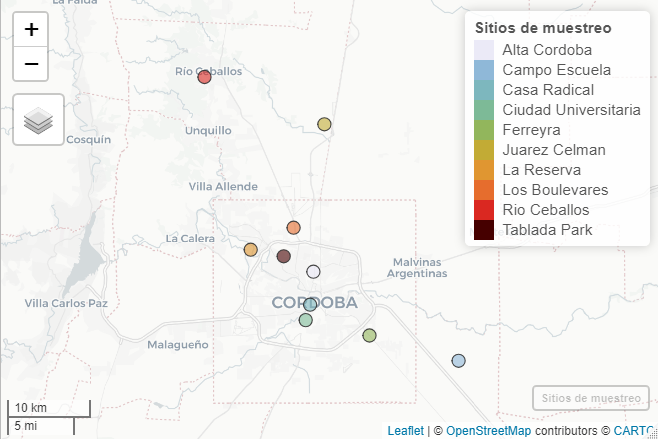 La Falda
+
−
Río Ceballos
Cosquín
Unquillo
Villa Allende
La Calera
Malvinas
Argentinas
CORDOBA
Villa Carlos Paz
Malagueño
Sitios de muestreo
Alta Cordoba
Campo Escuela
Casa Radical
Ciudad Universitaria
Ferreyra
Juarez Celman
La Reserva
Los Boulevares
Rio Ceballos
Tablada Park
Sitios de muestreo
10 km
5 mi
Leaflet | © OpenStreetMap contributors © CARTO